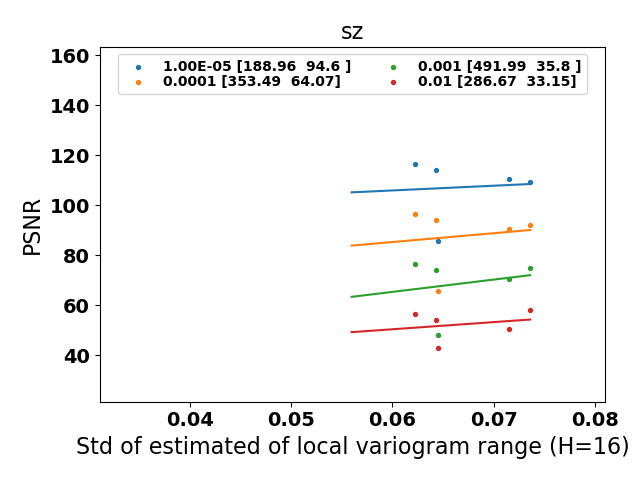 sz
160
140
120
100
80
60
40
PSNR
1.00E-05 [188.96  94.6 ]
0.0001 [353.49  64.07]
0.001 [491.99  35.8 ]
0.01 [286.67  33.15]
0.04
0.05
0.06
0.07
0.08
Std of estimated of local variogram range (H=16)